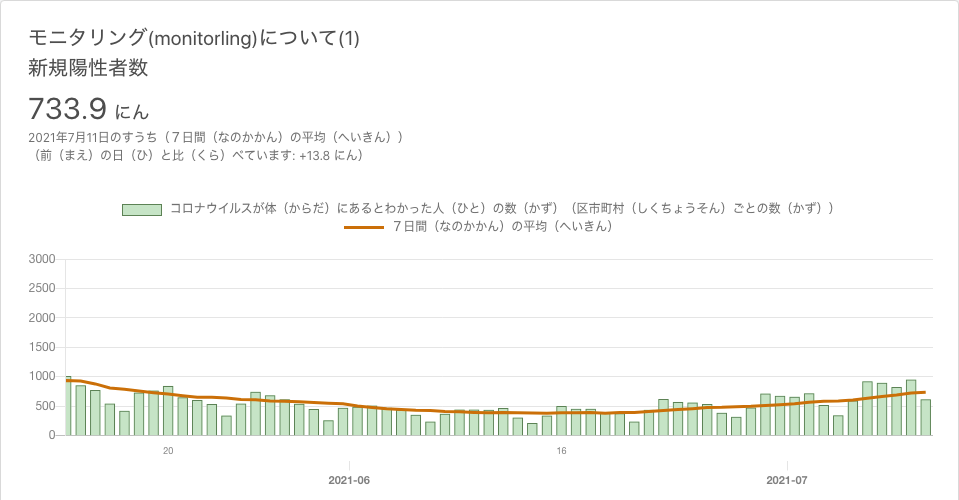 モニタリング(monitorling)について(1)
新規陽性者数
733.9 にん
2021年7月11日のすうち（７日間（なのかかん）の平均（へいきん））
（前（まえ）の日（ひ）と比（くら）べています: +13.8 にん）
コロナウイルスが体（からだ）にあるとわかった人（ひと）の数（かず）（区市町村（しくちょうそん）ごとの数（かず））
７日間（なのかかん）の平均（へいきん）
3000
2500
2000
1500
1000
500
0
20 16
2021-06 2021-07